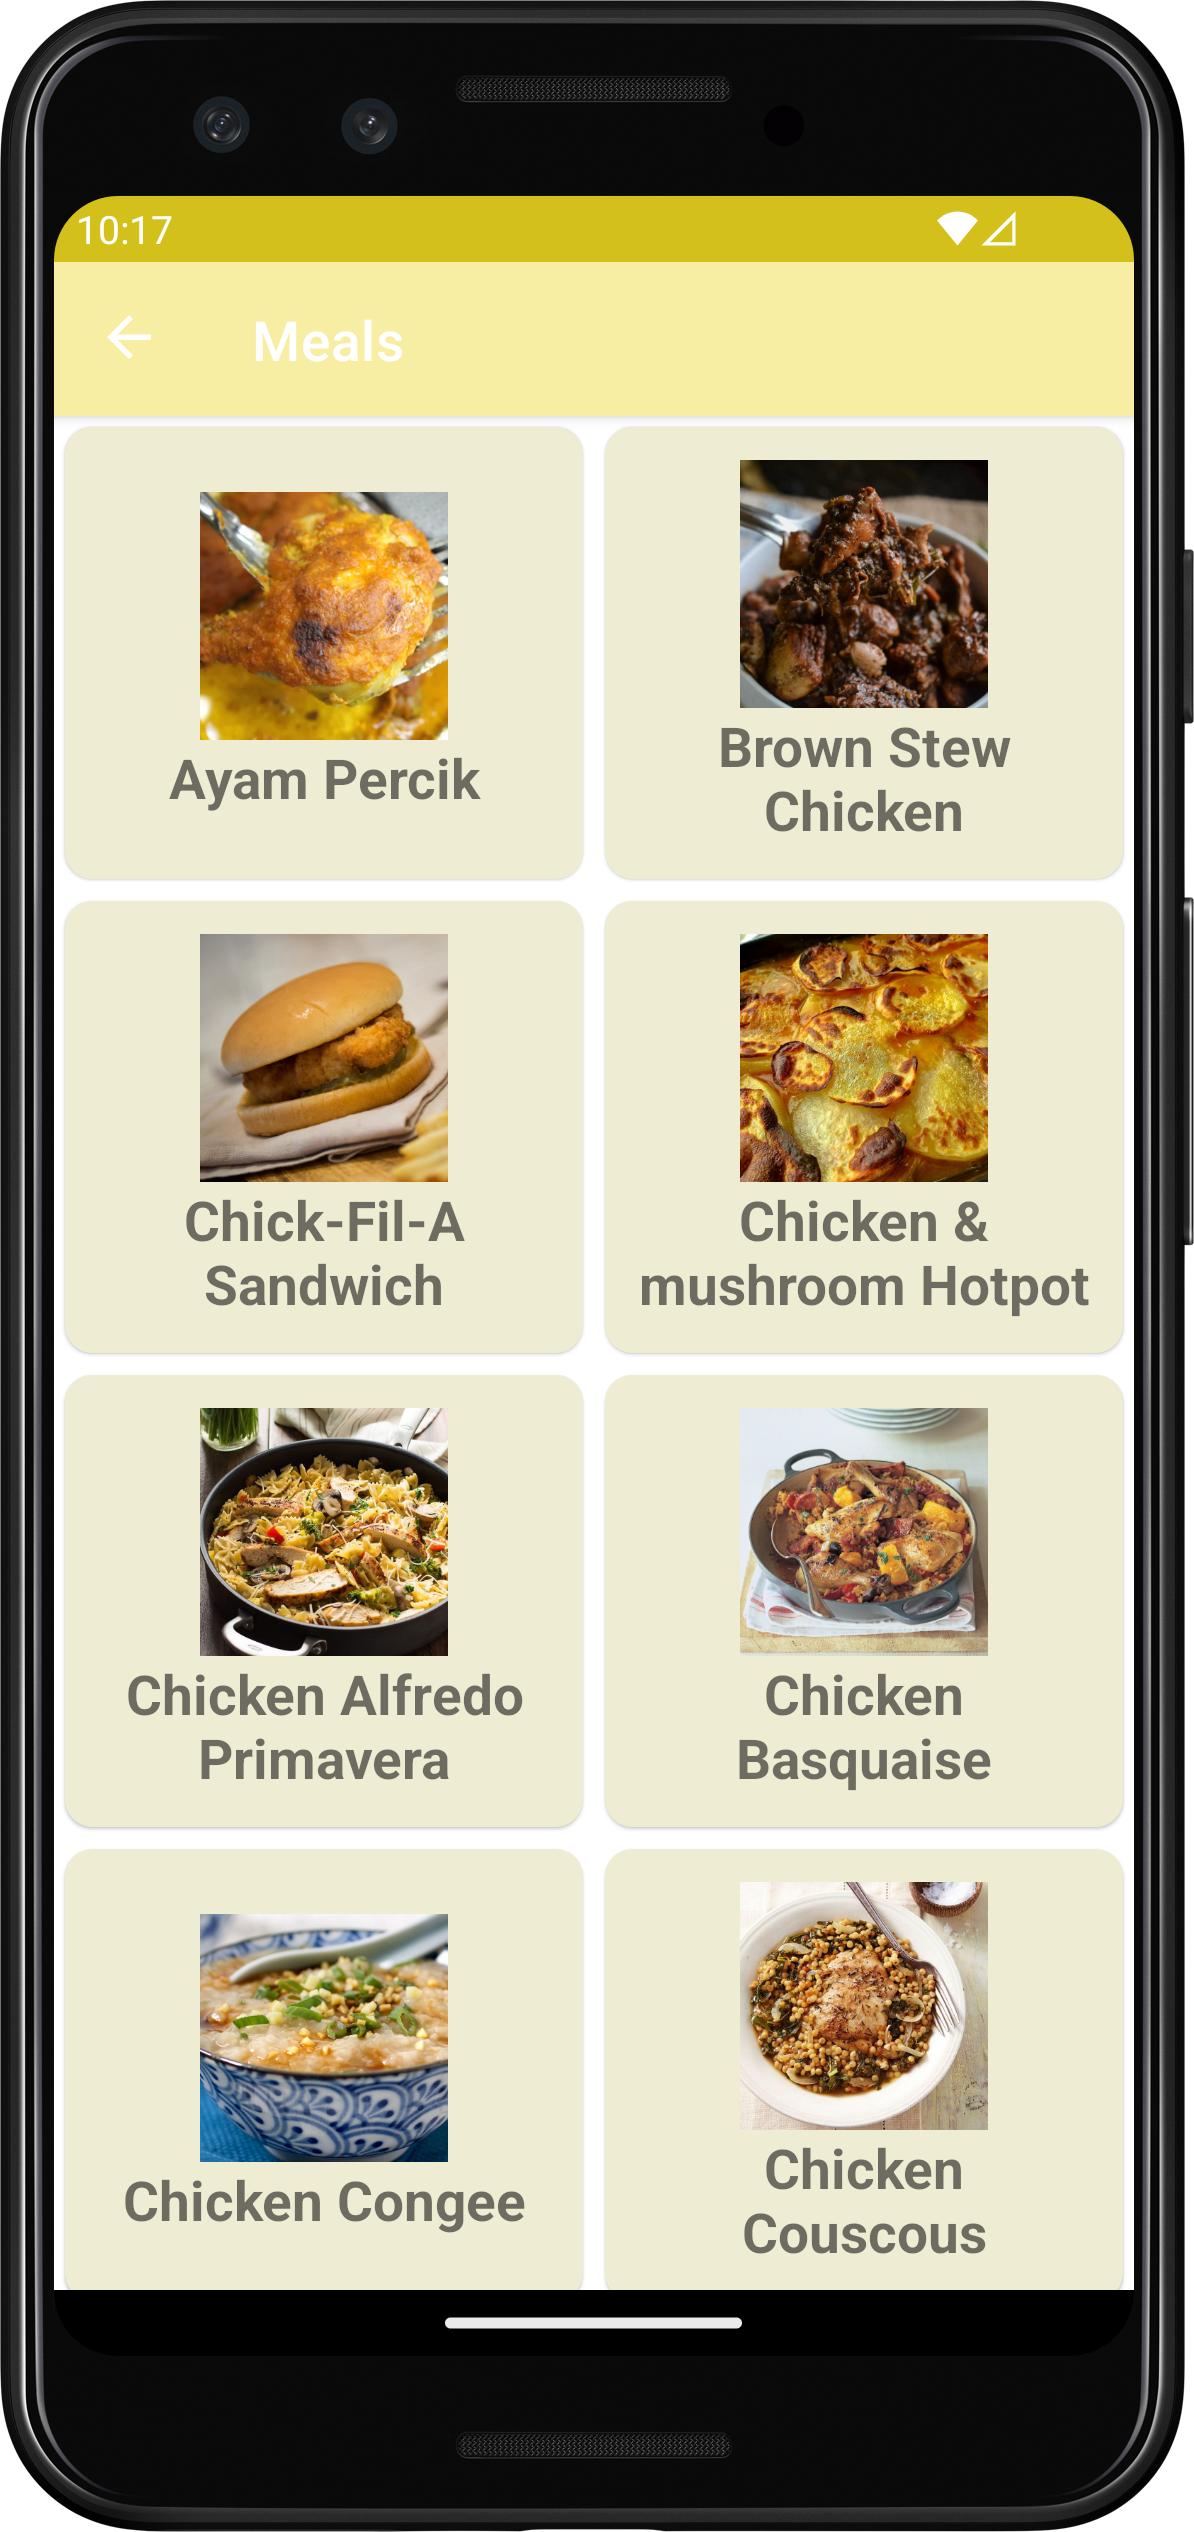 10:17
Meals
Ayam Percik
Brown Stew
Chicken
Chick-Fil-A
Sandwich
Chicken &
mushroom Hotpot
Chicken Alfredo
Primavera
Chicken
Basquaise
Chicken Congee
Chicken
Couscous